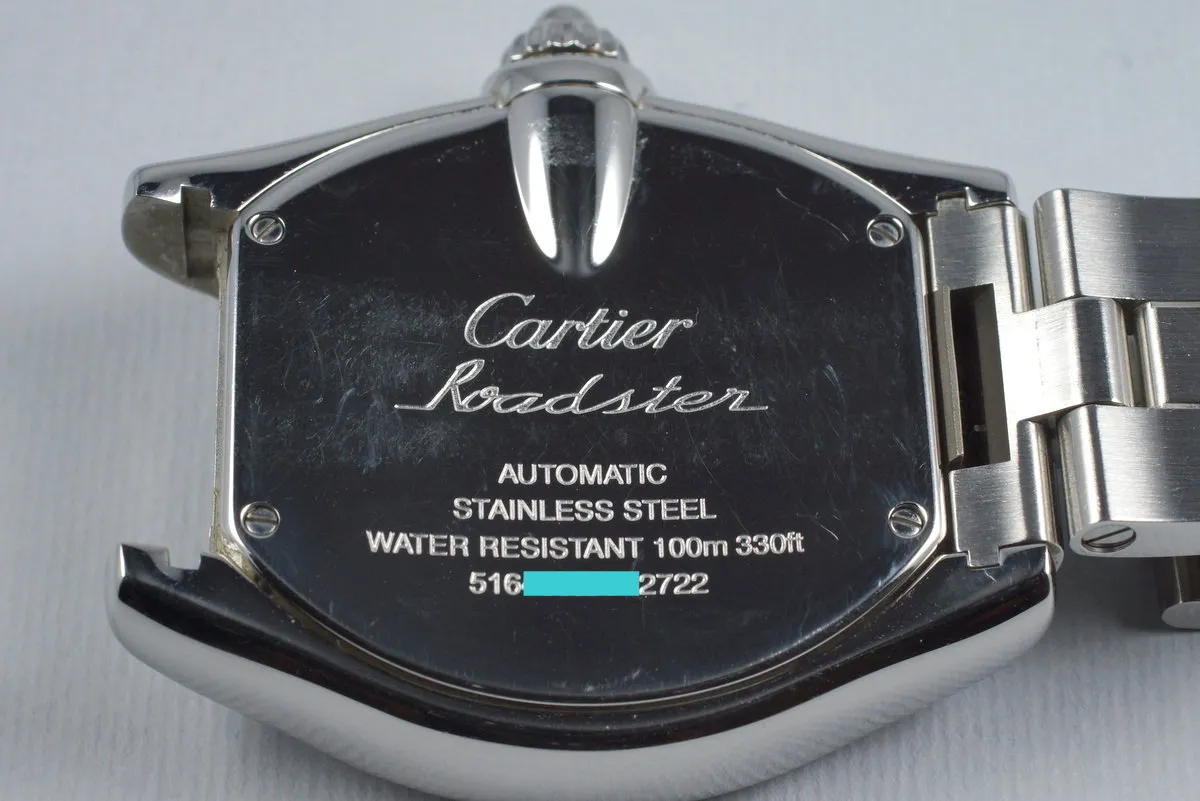 Cartier
Roadster
AUTOMATIC
STAINLESS STEEL
WATER RESISTANT 100m 330ft
516 2722